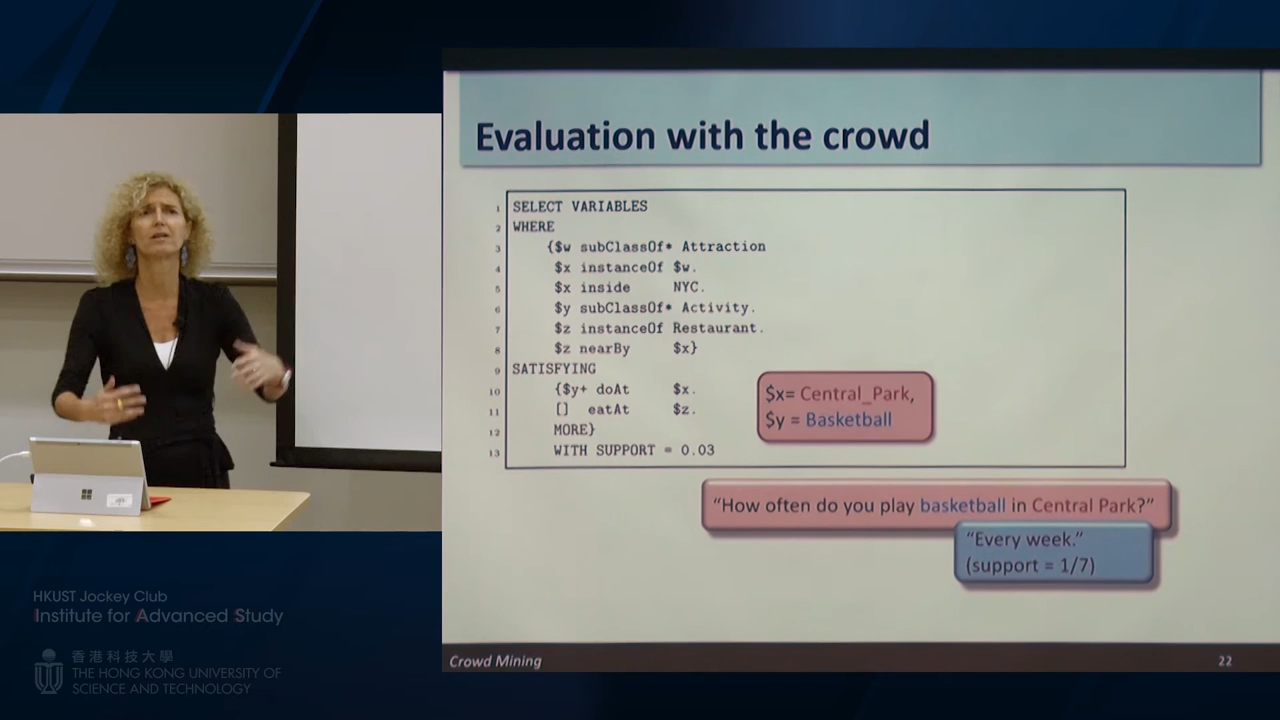 Evaluation with the crowd
1 SELECT VARIABLES
2 WHERE
3 {$w subClassOf* Attraction
4 $x instanceOf $w.
5 $x inside NYC.
6 $y subClassOf* Activity.
7 $z instanceOf Restaurant.
8 $z nearBy $x}
9 SATISFYING
10 {$y+ doAt $x.
11 [] eatAt $z.
12 MORE}
13 WITH SUPPORT = 0.03
$x= Central_Park,
$y = Basketball
“How often do you play basketball in Central Park?”
“Every week.”
(support = 1/7)
Crowd Mining
22
HKUST Jockey Club
Institute for Advanced Study
香港科技大學
THE HONG KONG UNIVERSITY OF
SCIENCE AND TECHNOLOGY